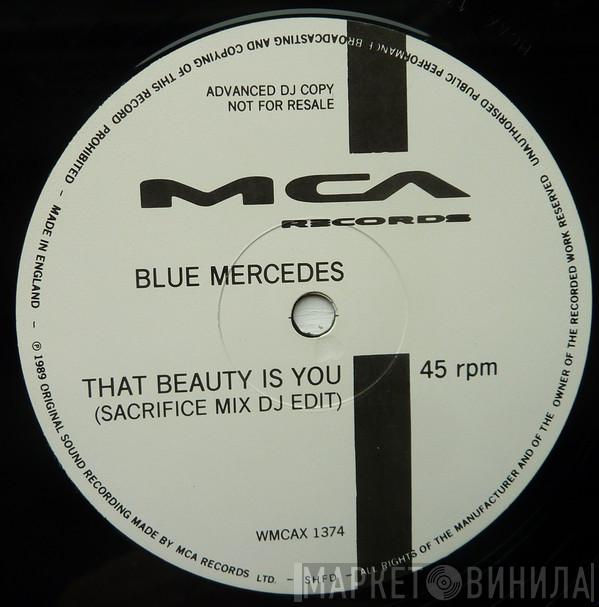 ADVANCED DJ COPY
NOT FOR RESALE
MCA
RECORDS
BLUE MERCEDES
THAT BEAUTY IS YOU
(SACRIFICE MIX DJ EDIT)
45 rpm
WMCAX 1374
MADE IN ENGLAND – ℗ 1989 ORIGINAL SOUND RECORDING MADE BY MCA RECORDS LTD. – SHFD – ALL RIGHTS OF THE MANUFACTURER AND OF THE OWNER OF THE RECORDED WORK RESERVED UNAUTHORISED PUBLIC PERFORMANCE BROADCASTING AND COPYING OF THIS RECORD PROHIBITED –
МАРКЕТ ВИНИЛА